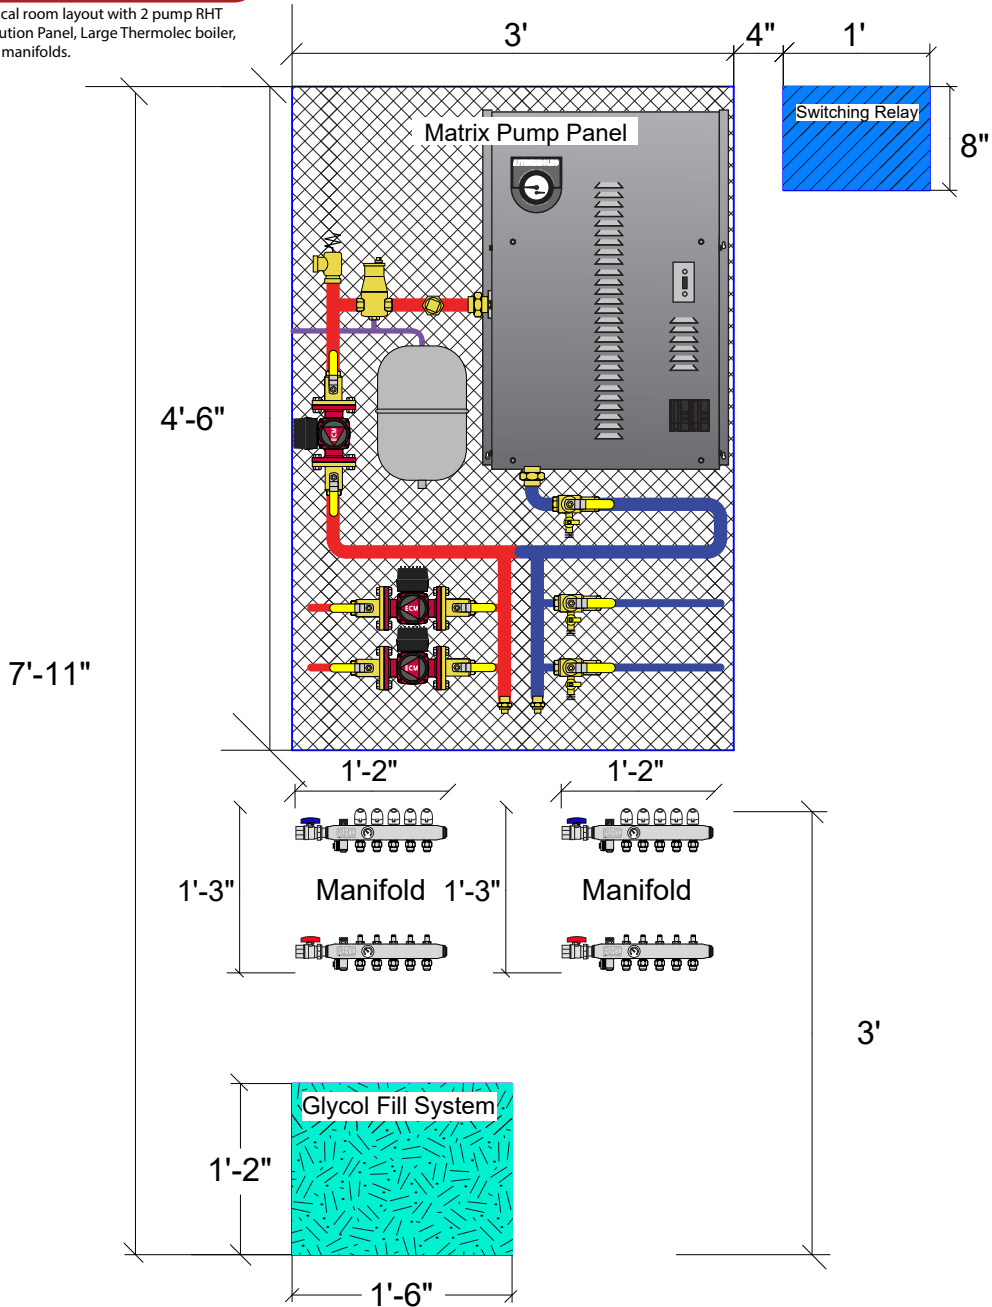 cal room layout with 2 pump RHT
ution Panel, Large Thermolec boiler,
manifolds.
3'
4"
1'
Matrix Pump Panel
Switching Relay
8"
4'-6"
ECM
ECM
ECM
7'-11"
1'-2"
1'-2"
1'-3"
Manifold
1'-3"
Manifold
3'
Glycol Fill System
1'-2"
1'-6"